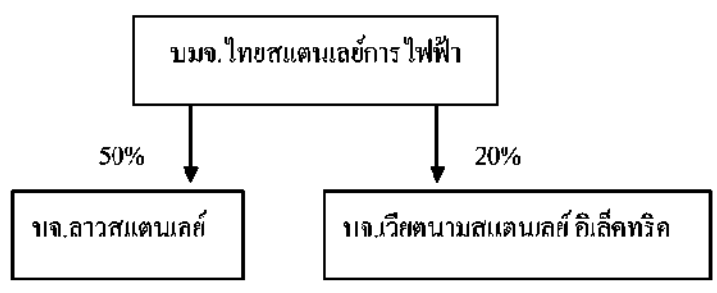 บมจ.ไทยสแตนเลย์การไฟฟ้า
50%
20%
บจ.ลาวสแตนเลย์
บจ.เวียตนามสแตนเลย์ อิเล็คทริค